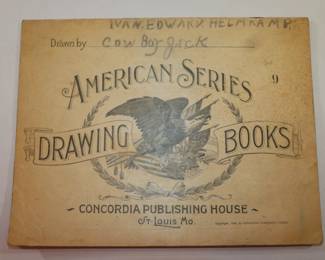 IVAN. EDWARD. HELMKAMP.
Drawn by COW Boy Jack
9
AMERICAN SERIES
DRAWING BOOKS
- CONCORDIA PUBLISHING HOUSE -
ST. LOUIS MO.